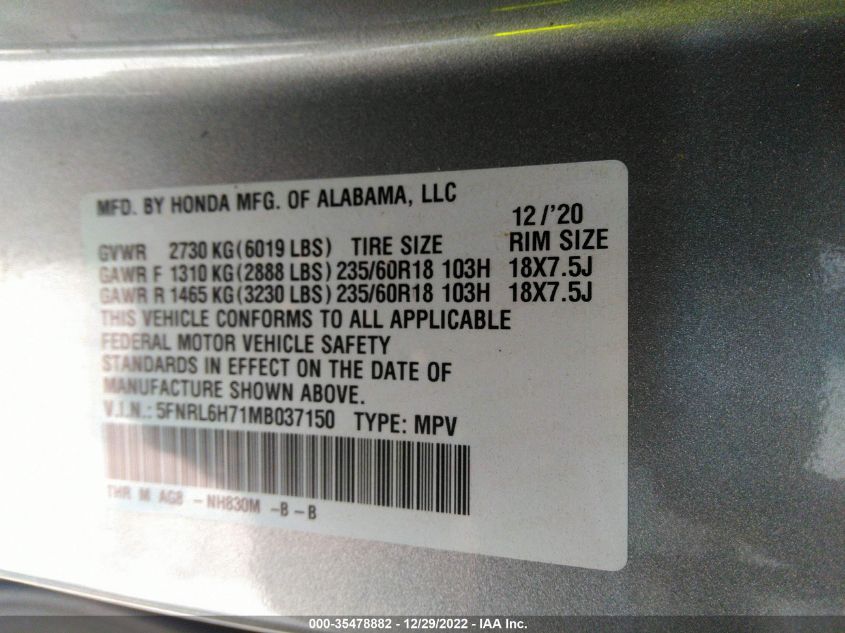 MFD. BY HONDA MFG. OF ALABAMA, LLC
12/'20
GVWR 2730 KG(6019 LBS) TIRE SIZE RIM SIZE
GAWR F 1310 KG(2888 LBS) 235/60R18 103H 18X7.5J
GAWR R 1465 KG(3230 LBS) 235/60R18 103H 18X7.5J
THIS VEHICLE CONFORMS TO ALL APPLICABLE
FEDERAL MOTOR VEHICLE SAFETY
STANDARDS IN EFFECT ON THE DATE OF
MANUFACTURE SHOWN ABOVE.
V.I.N.: 5FNRL6H71MB037150 TYPE: MPV
THR M AG8 -NH830M -B-B
000-35478882 - 12/29/2022 - IAA Inc.